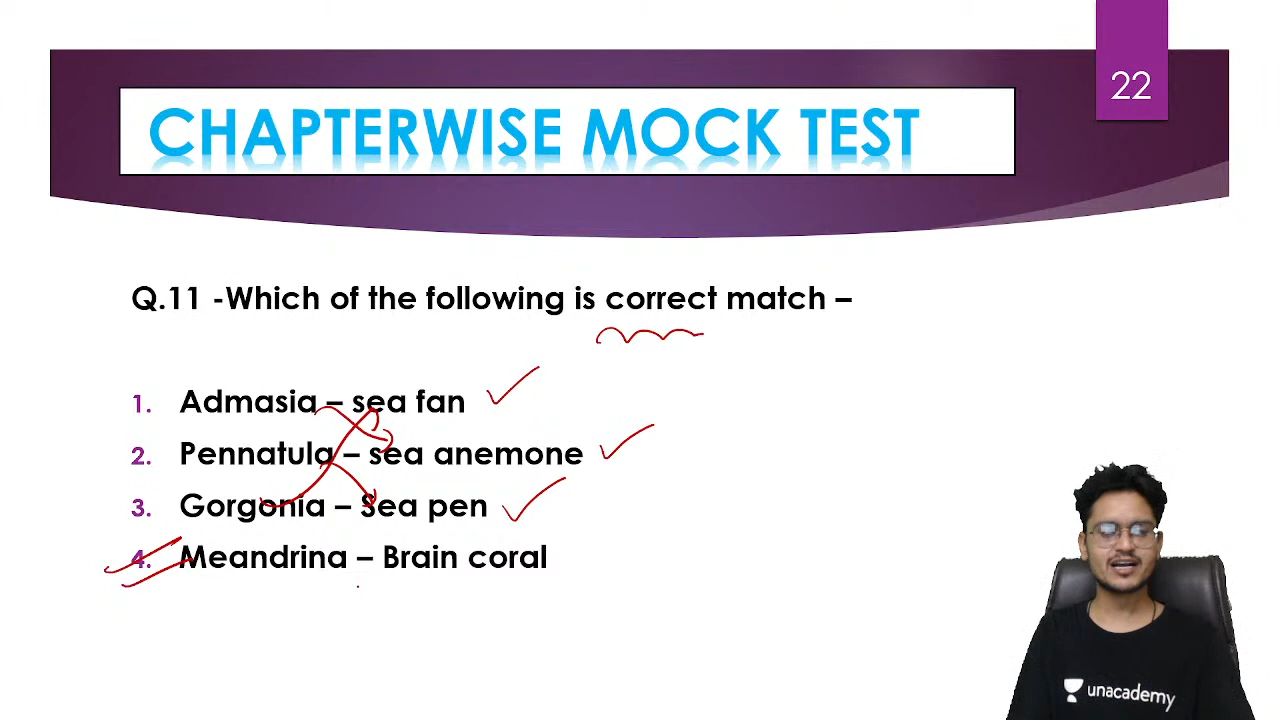 22
CHAPTERWISE MOCK TEST
Q.11 -Which of the following is correct match –
1. Admasia – sea fan
2. Pennatula – sea anemone
3. Gorgonia – Sea pen
4. Meandrina – Brain coral
unacademy